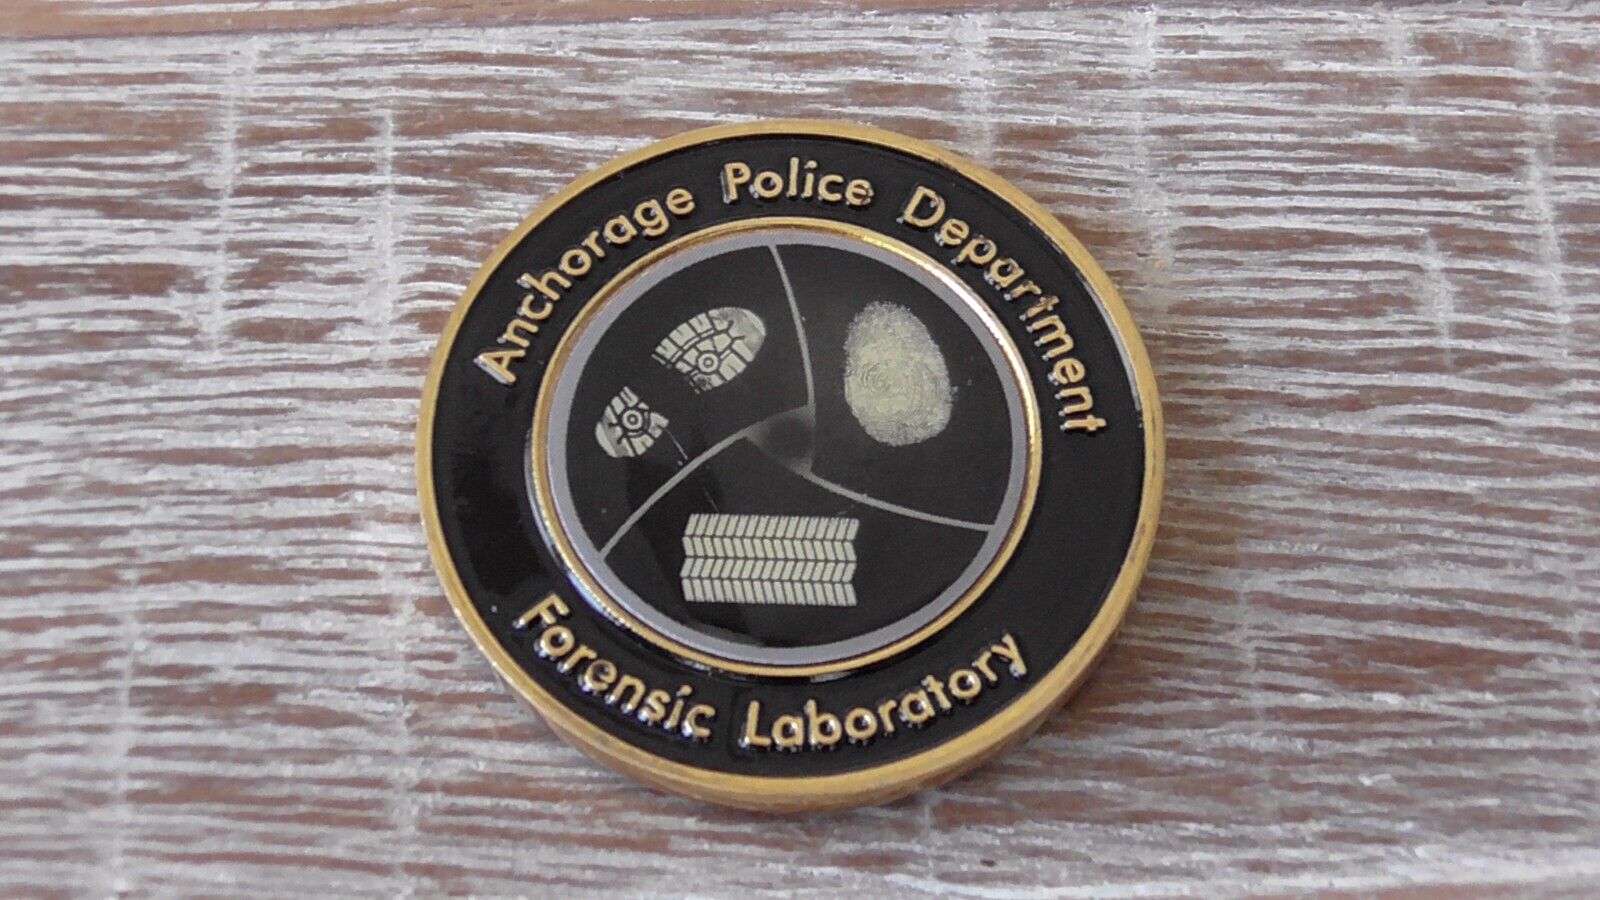 Anchorage Police Department
Forensic Laboratory